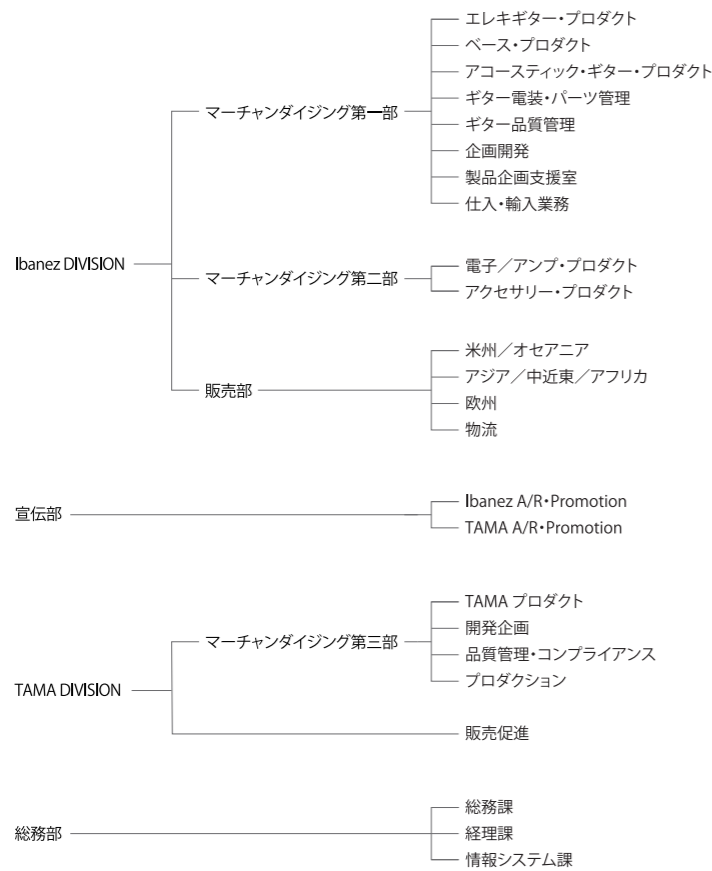 Ibanez DIVISION
マーチャンダイジング第一部
エレキギター・プロダクト
ベース・プロダクト
アコースティック・ギター・プロダクト
ギター電装・パーツ管理
ギター品質管理
企画開発
製品企画支援室
仕入・輸入業務
マーチャンダイジング第二部
電子／アンプ・プロダクト
アクセサリー・プロダクト
販売部
米州／オセアニア
アジア／中近東／アフリカ
欧州
物流
宣伝部
Ibanez A/R・Promotion
TAMA A/R・Promotion
TAMA DIVISION
マーチャンダイジング第三部
TAMA プロダクト
開発企画
品質管理・コンプライアンス
プロダクション
販売促進
総務部
総務課
経理課
情報システム課